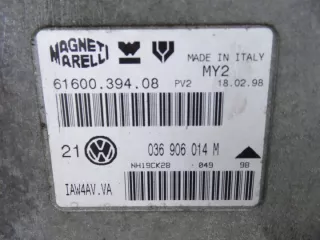 MAGNETI MARELLI
MADE IN ITALY
MY2
61600.394.08 PV2 18.02.98
21 036 906 014 M
NH19CK2B 049 98
IAW4AV.VA